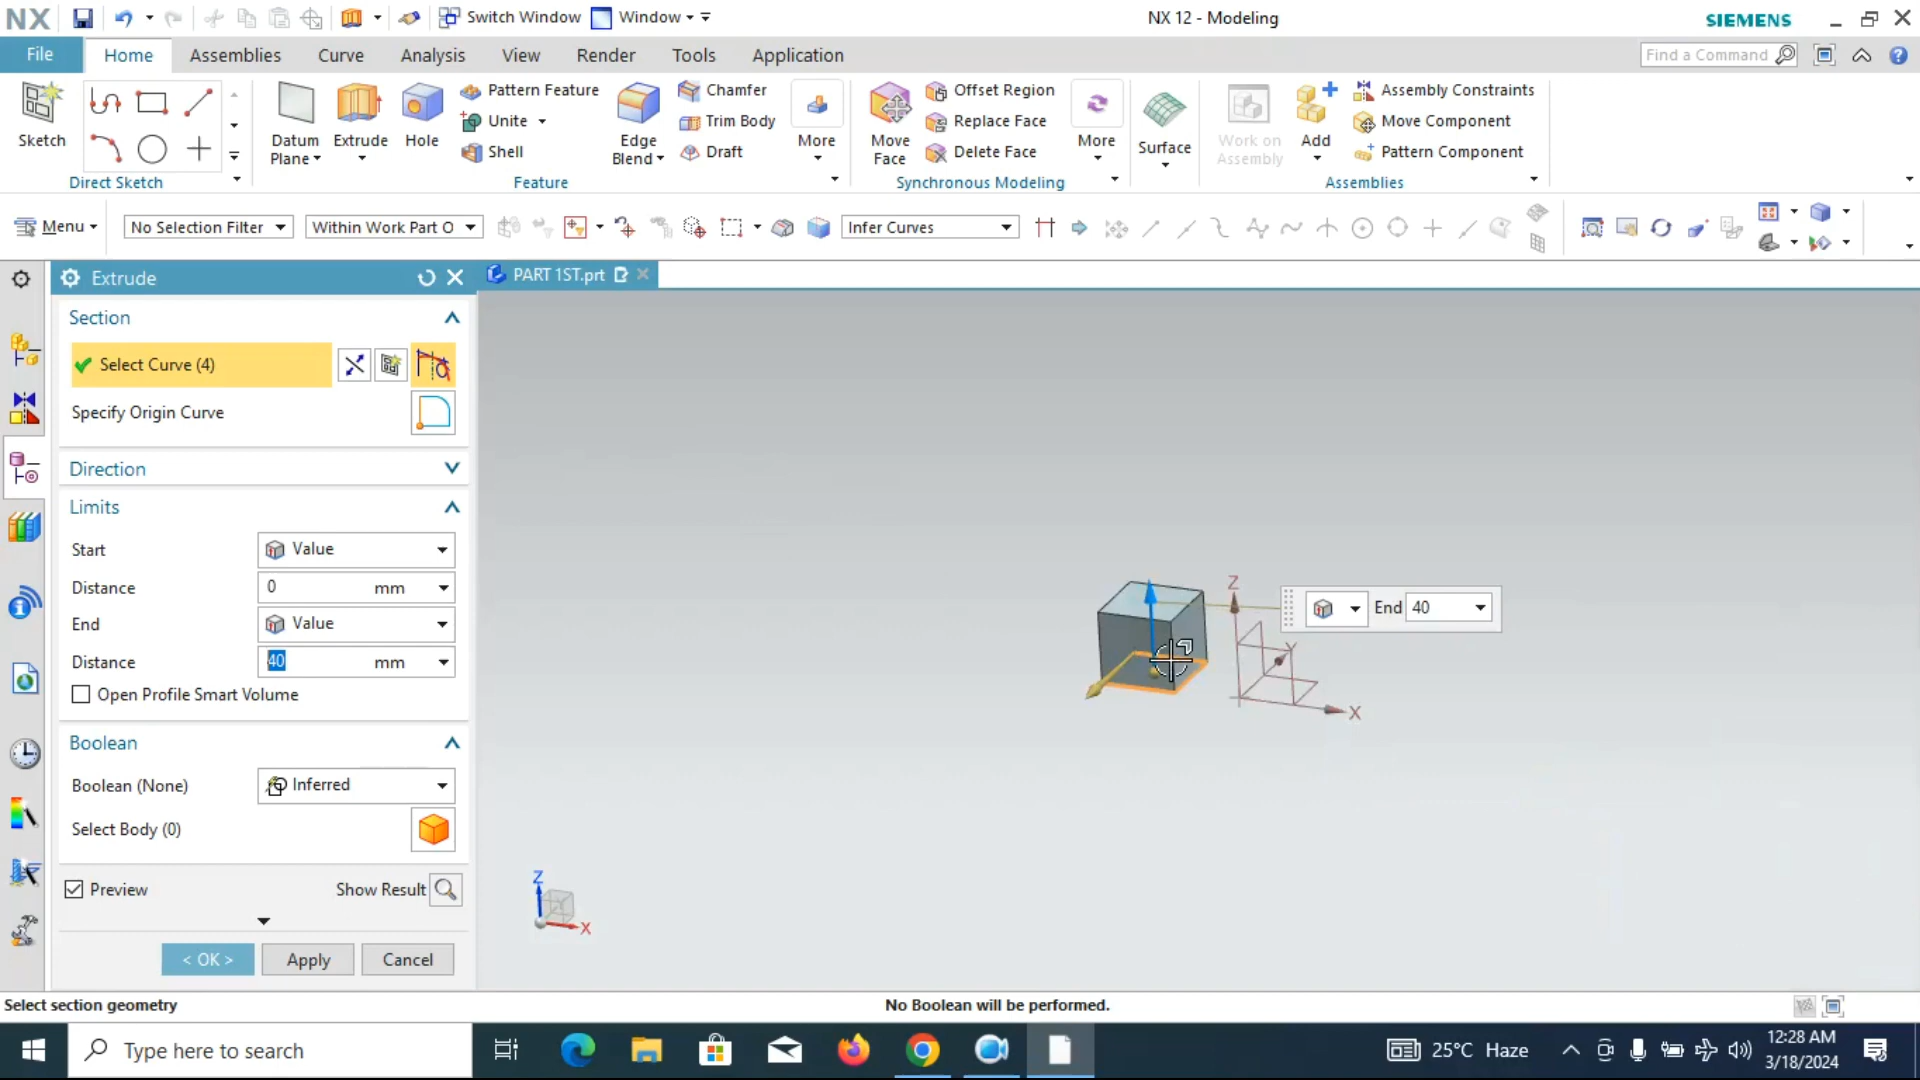 NX Switch Window Window NX 12 - Modeling SIEMENS
File Home Assemblies Curve Analysis View Render Tools Application Find a Command
Sketch
Direct Sketch
Datum Plane
Extrude
Hole
Pattern Feature
Unite
Shell
Edge Blend
Chamfer
Trim Body
Draft
More
Feature
Move Face
Offset Region
Replace Face
Delete Face
More
Synchronous Modeling
Surface
Work on Assembly
Add
Assembly Constraints
Move Component
Pattern Component
Assemblies
Menu No Selection Filter Within Work Part O Infer Curves
Extrude
PART 1ST.prt
Section
Select Curve (4)
Specify Origin Curve
Direction
Limits
Start Value
Distance 0 mm
End Value
Distance 40 mm
Open Profile Smart Volume
Boolean
Boolean (None) Inferred
Select Body (0)
Preview Show Result
< OK > Apply Cancel
Z
Y
X
End 40
Z
X
Select section geometry No Boolean will be performed.
Type here to search
25°C Haze
12:28 AM
3/18/2024